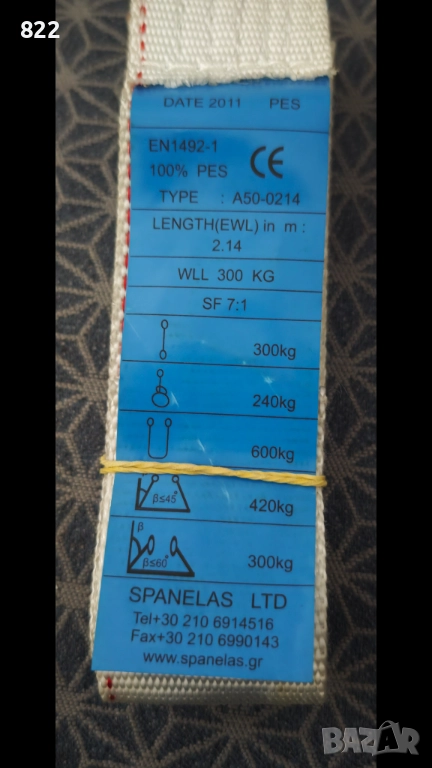 822
DATE 2011 PES
EN1492-1
100% PES CE
TYPE : A50-0214
LENGTH(EWL) in m :
2.14
WLL 300 KG
SF 7:1
300kg
240kg
600kg
β≤45°
420kg
β
β≤60°
300kg
SPANELAS LTD
Tel+30 210 6914516
Fax+30 210 6990143
www.spanelas.gr
BAZAR